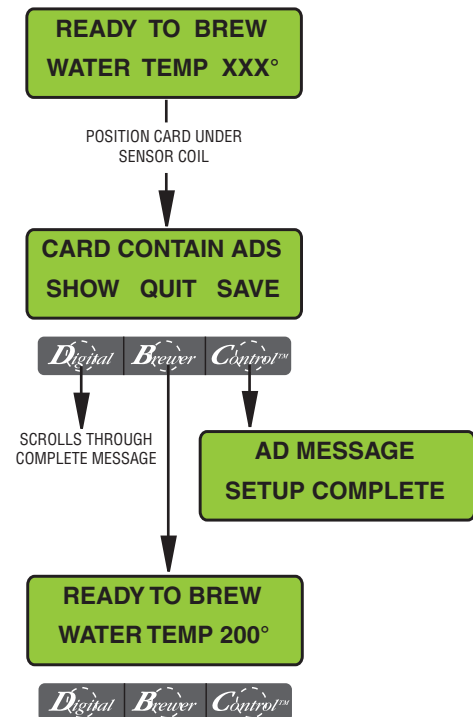 READY TO BREW
WATER TEMP XXX°
POSITION CARD UNDER
SENSOR COIL
CARD CONTAIN ADS
SHOW QUIT SAVE
Digital Brewer Control™
SCROLLS THROUGH
COMPLETE MESSAGE
AD MESSAGE
SETUP COMPLETE
READY TO BREW
WATER TEMP 200°
Digital Brewer Control™